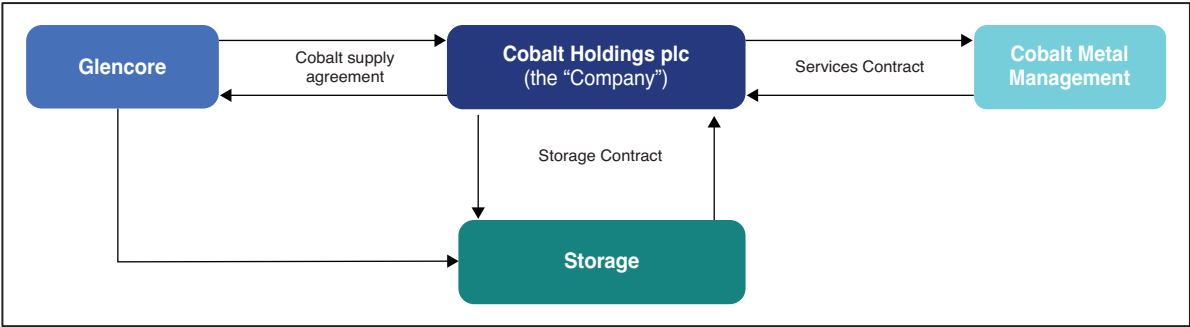 Glencore
Cobalt supply
agreement
Cobalt Holdings plc
(the “Company”)
Services Contract
Cobalt Metal
Management
Storage Contract
Storage